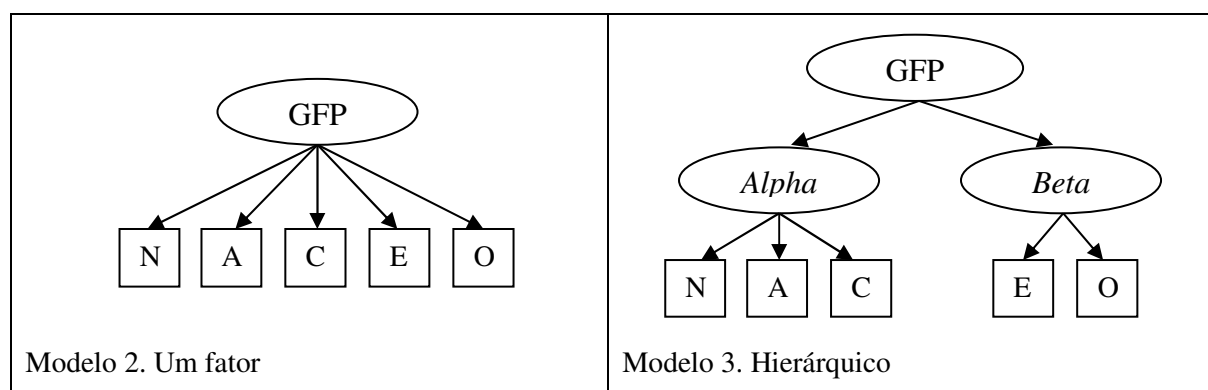 GFP
N A C E O
Modelo 2. Um fator
GFP
Alpha Beta
N A C E O
Modelo 3. Hierárquico